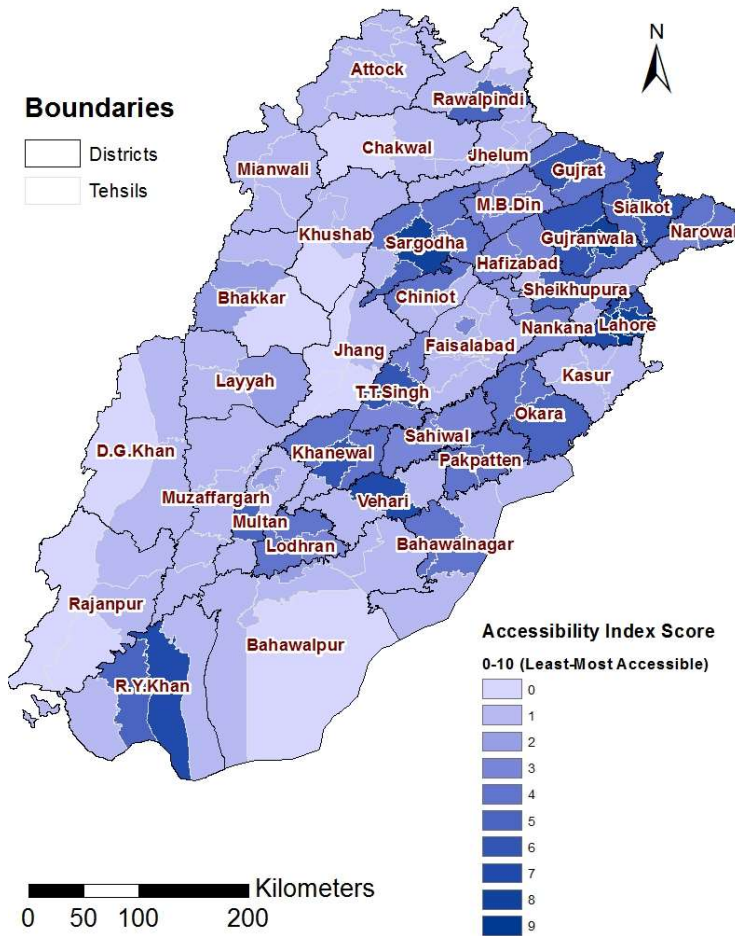 N
Attock
Rawalpindi
Boundaries
Districts
Tehsils
Chakwal
Jhelum
Mianwali
Gujrat
M.B.Din
Sialkot
Khushab
Sargodha
Gujranwala
Narowal
Hafizabad
Bhakkar
Chiniot
Sheikhupura
Nankana
Lahore
Jhang
Faisalabad
Kasur
Layyah
T.T.Singh
Okara
D.G.Khan
Sahiwal
Khanewal
Pakpatten
Muzaffargarh
Vehari
Multan
Lodhran
Bahawalnagar
Rajanpur
Bahawalpur
R.Y.Khan
Accessibility Index Score
0-10 (Least-Most Accessible)
0
1
2
3
4
5
6
7
8
9
Kilometers
0 50 100 200